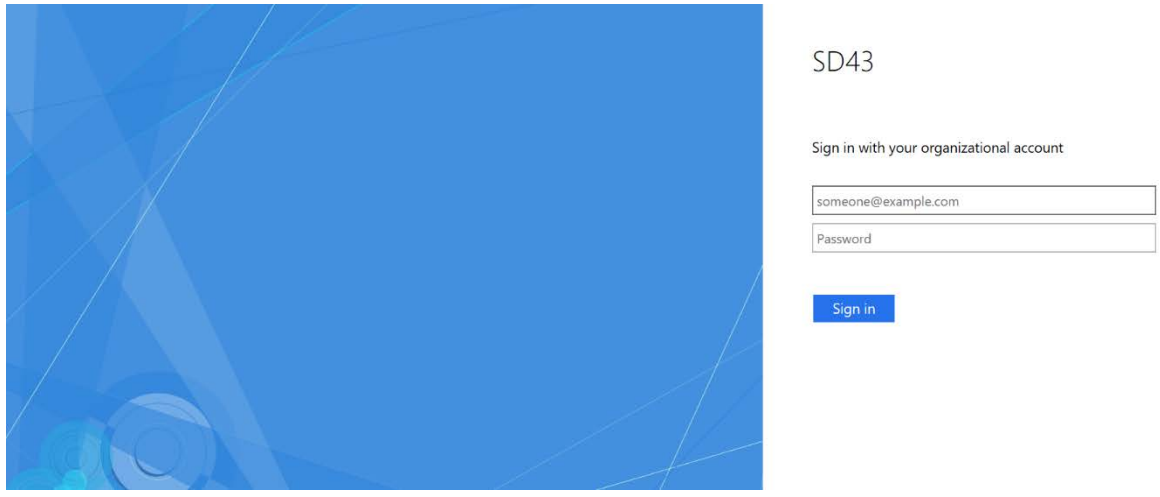 SD43
Sign in with your organizational account
someone@example.com
Password
Sign in